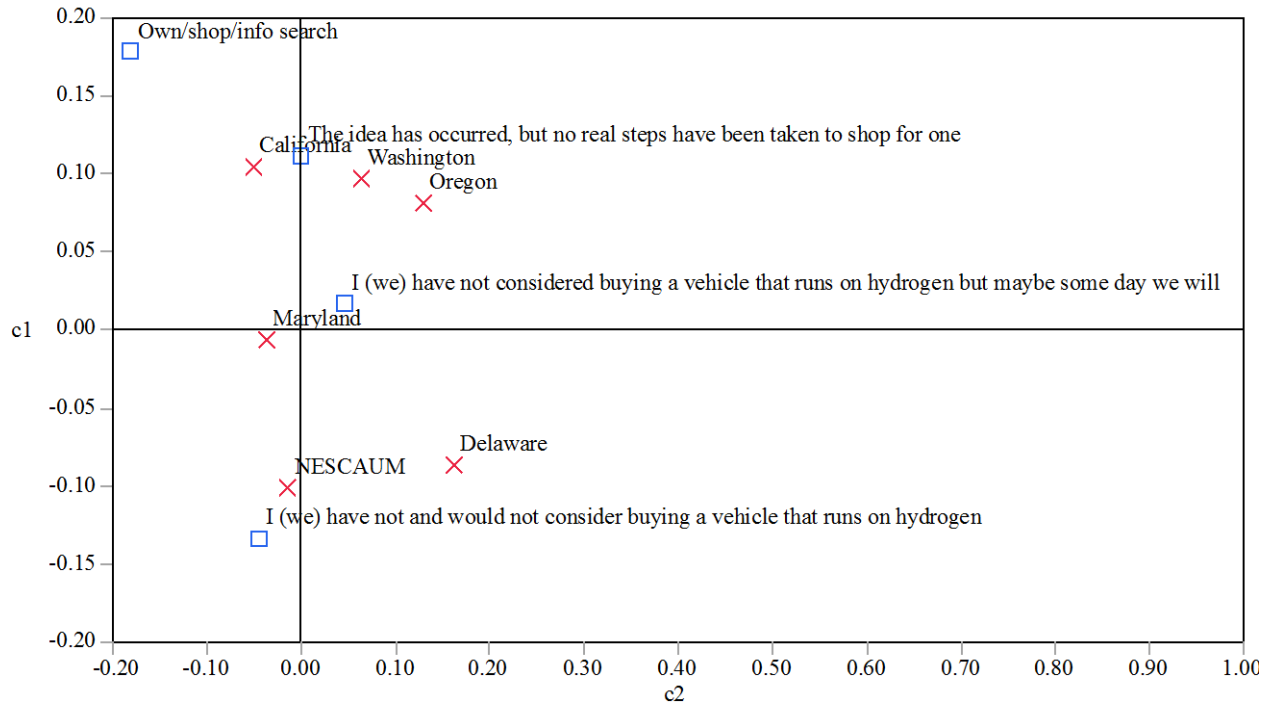 0.20
Own/shop/info search
0.15
The idea has occurred, but no real steps have been taken to shop for one
California
Washington
0.10
Oregon
0.05
I (we) have not considered buying a vehicle that runs on hydrogen but maybe some day we will
Maryland
c1
0.00
-0.05
Delaware
NESCAUM
-0.10
I (we) have not and would not consider buying a vehicle that runs on hydrogen
-0.15
-0.20
-0.20 -0.10 0.00 0.10 0.20 0.30 0.40 0.50 0.60 0.70 0.80 0.90 1.00
c2